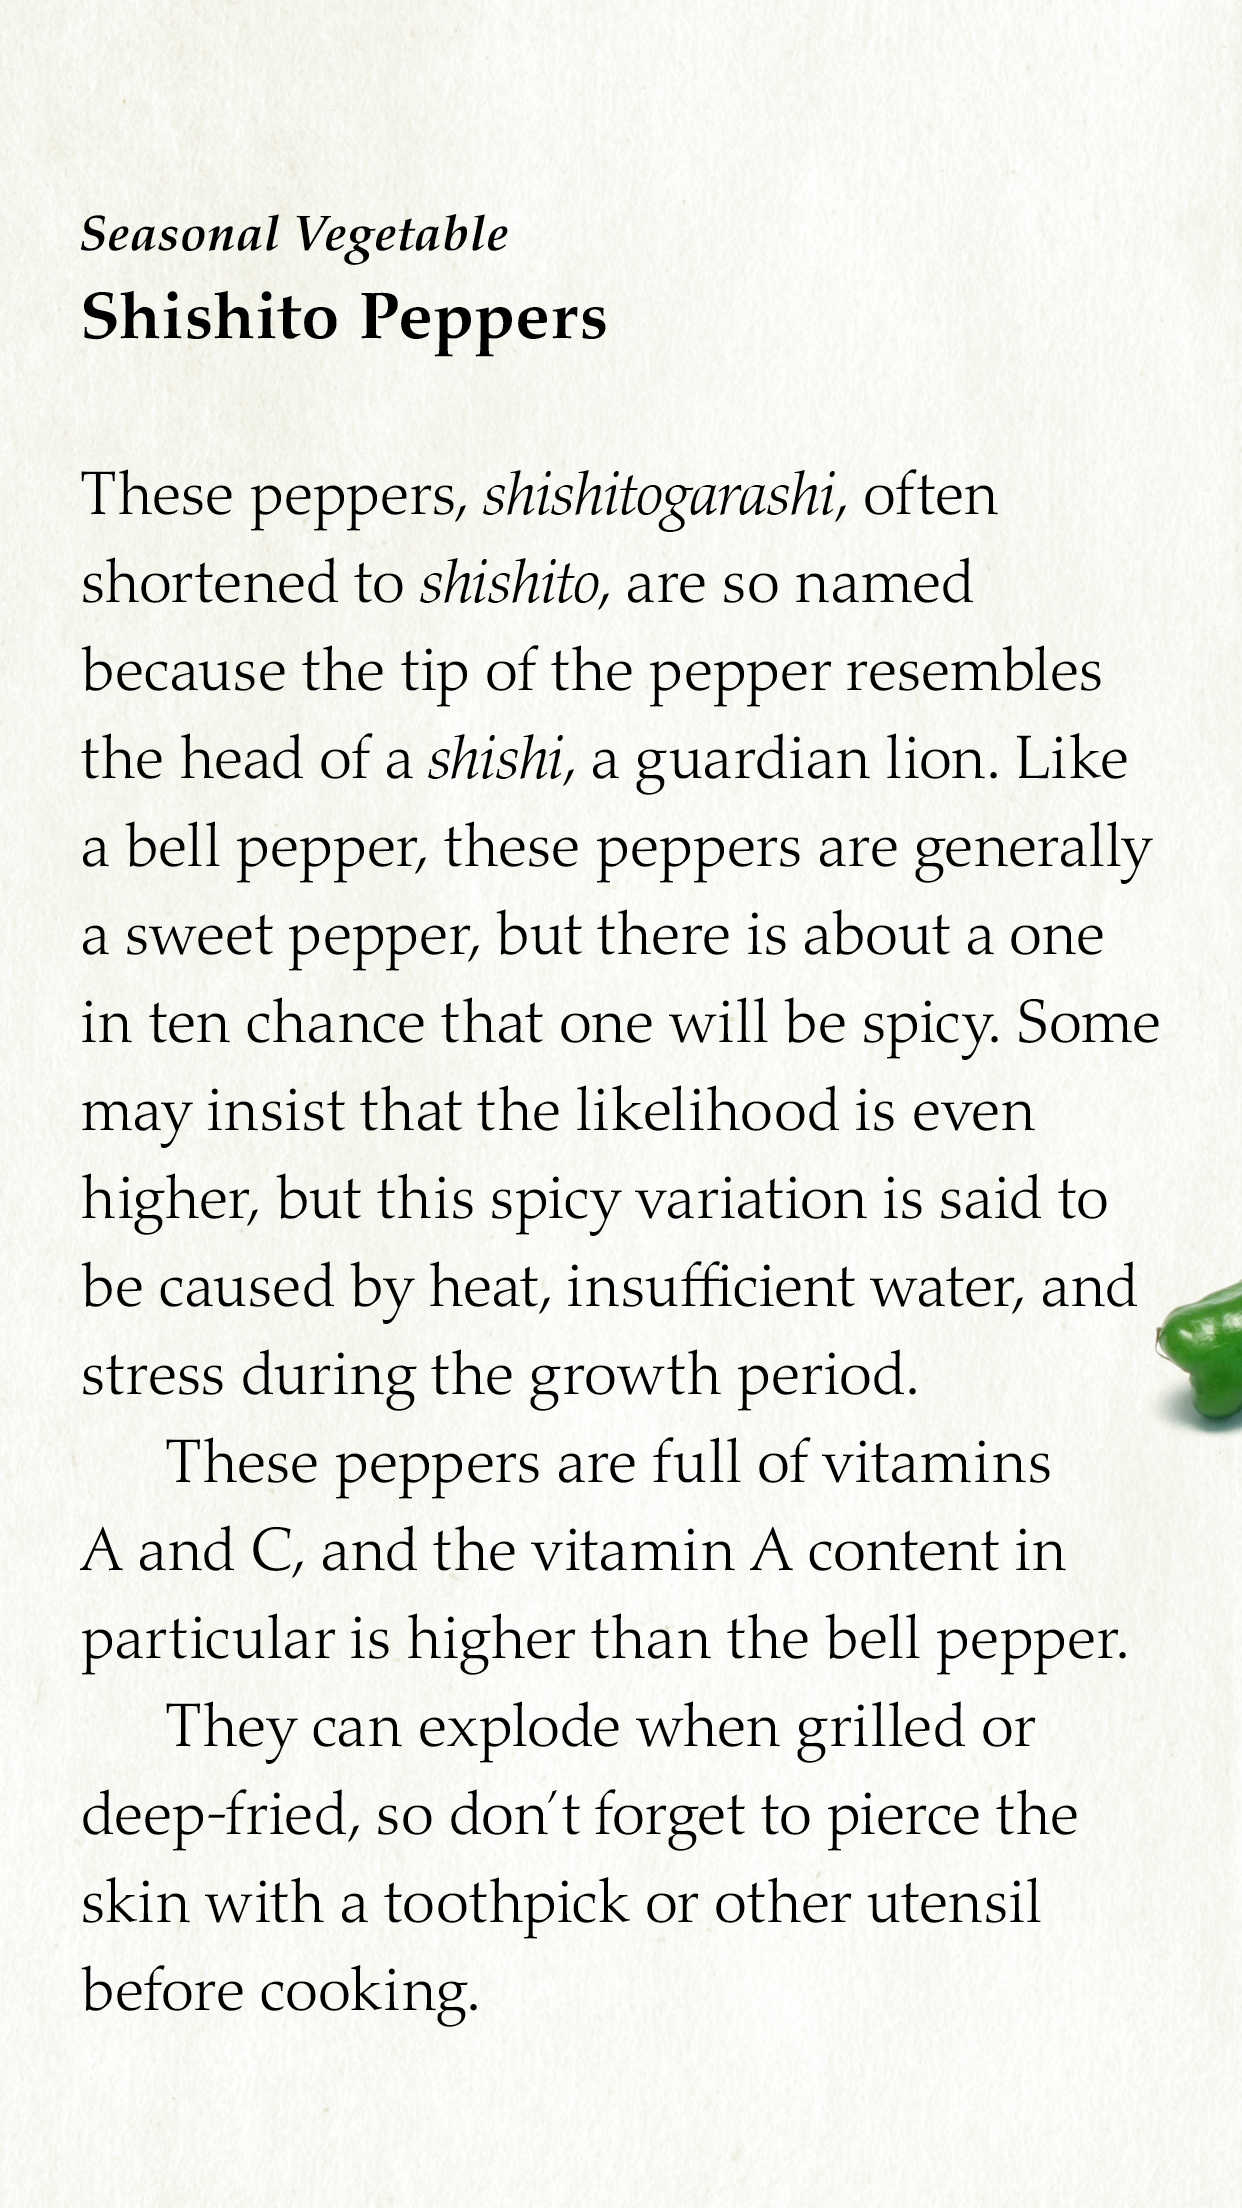 Seasonal Vegetable
Shishito Peppers
These peppers, shishitogarashi, often
shortened to shishito, are so named
because the tip of the pepper resembles
the head of a shishi, a guardian lion. Like
a bell pepper, these peppers are generally
a sweet pepper, but there is about a one
in ten chance that one will be spicy. Some
may insist that the likelihood is even
higher, but this spicy variation is said to
be caused by heat, insufficient water, and
stress during the growth period.
These peppers are full of vitamins
A and C, and the vitamin A content in
particular is higher than the bell pepper.
They can explode when grilled or
deep-fried, so don′t forget to pierce the
skin with a toothpick or other utensil
before cooking.